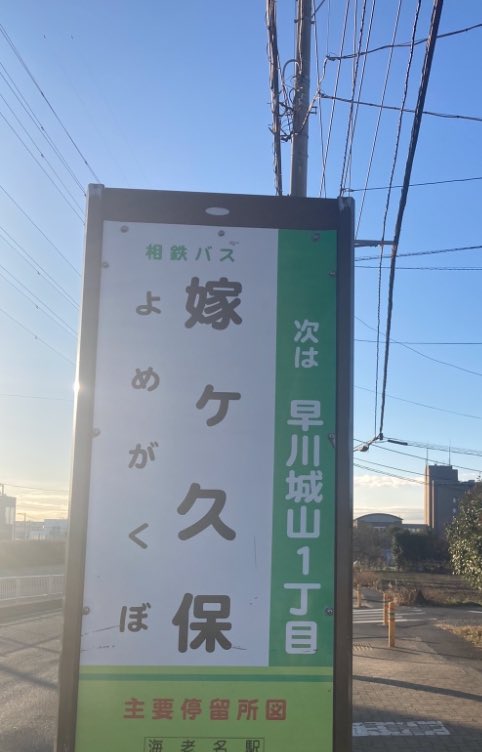 相鉄バス
嫁ケ久保
よめがくぼ
次は 早川城山1丁目
主要停留所図
海老名駅